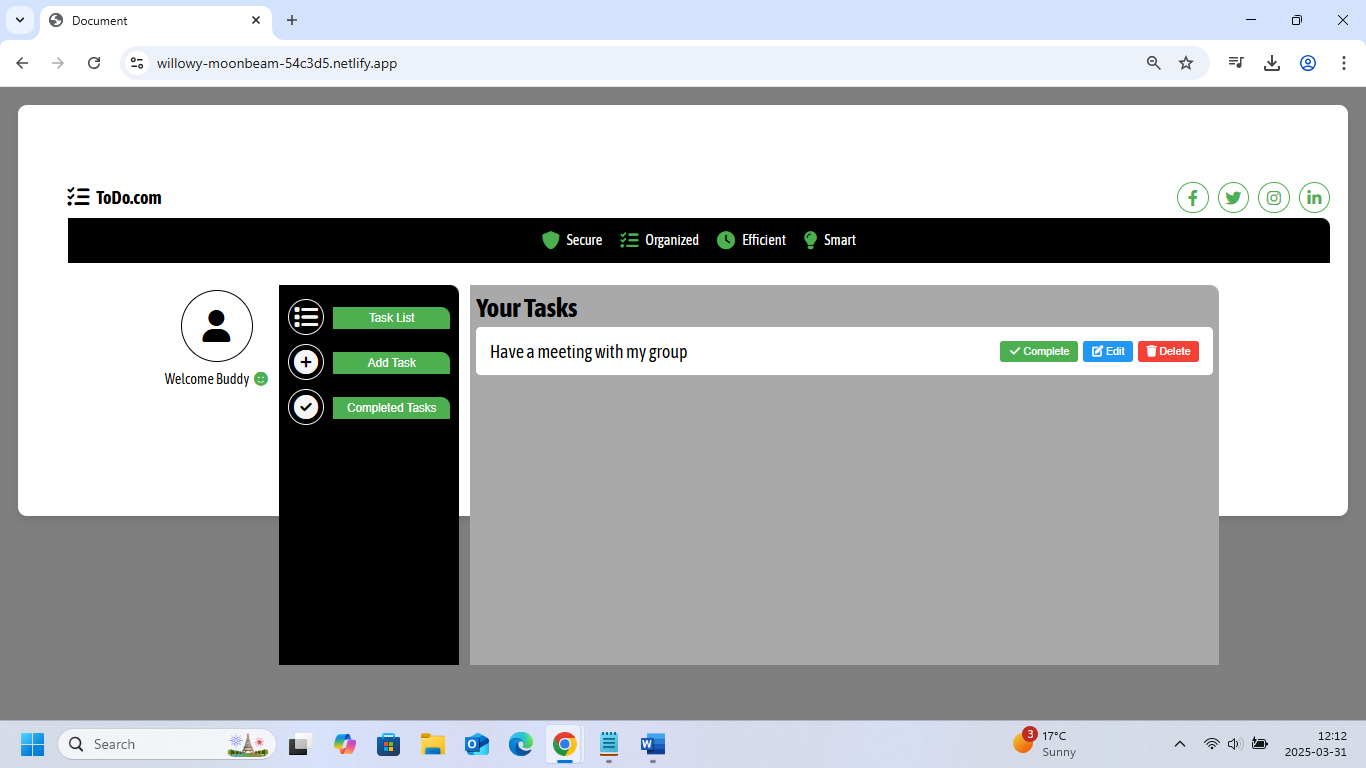 Document
willowy-moonbeam-54c3d5.netlify.app
ToDo.com
Secure Organized Efficient Smart
Welcome Buddy
Task List
Add Task
Completed Tasks
Your Tasks
Have a meeting with my group
Complete Edit Delete
Search
3
17°C
Sunny
12:12
2025-03-31